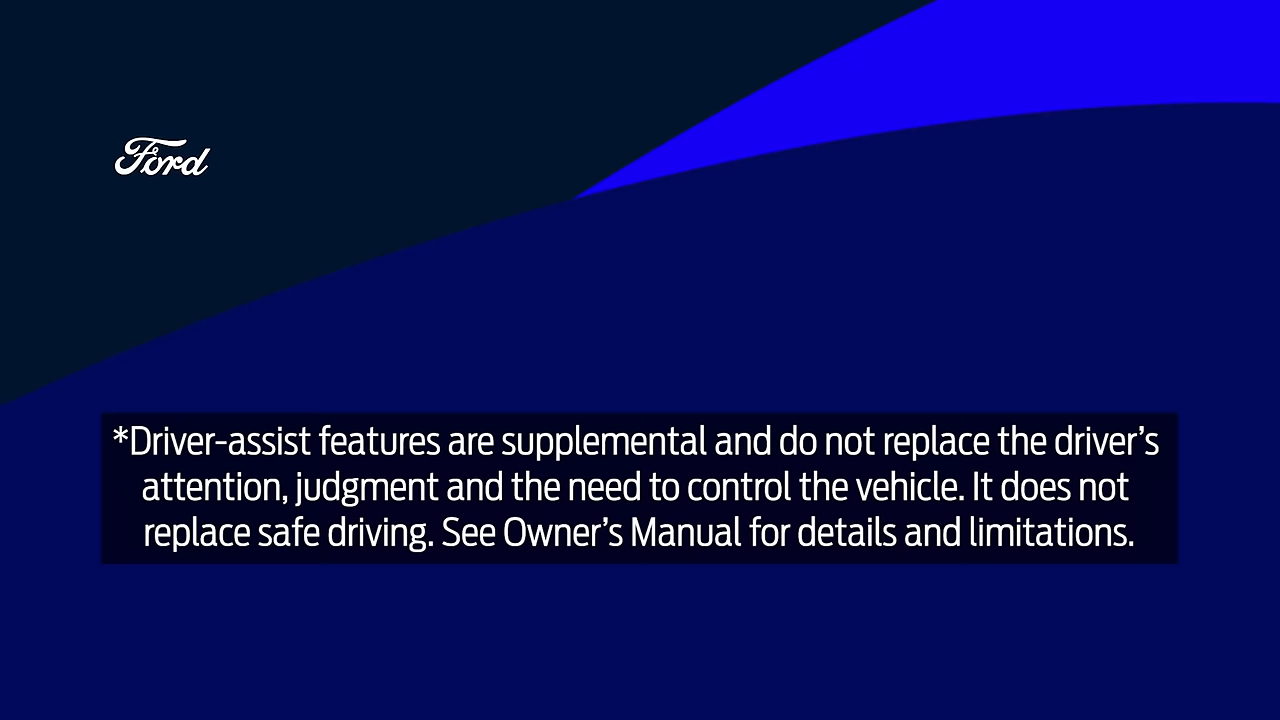 Ford
*Driver-assist features are supplemental and do not replace the driver’s
attention, judgment and the need to control the vehicle. It does not
replace safe driving. See Owner’s Manual for details and limitations.